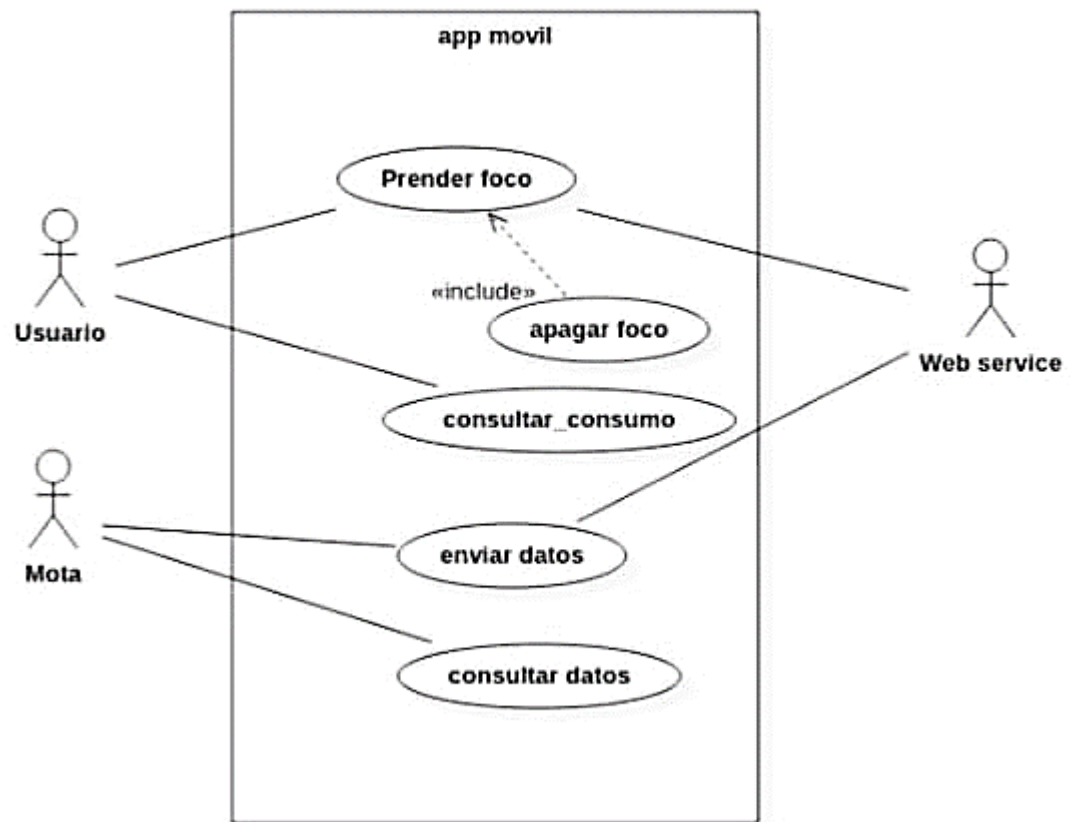 app movil
Prender foco
Usuario
«include»
apagar foco
Web service
consultar_consumo
Mota
enviar datos
consultar datos